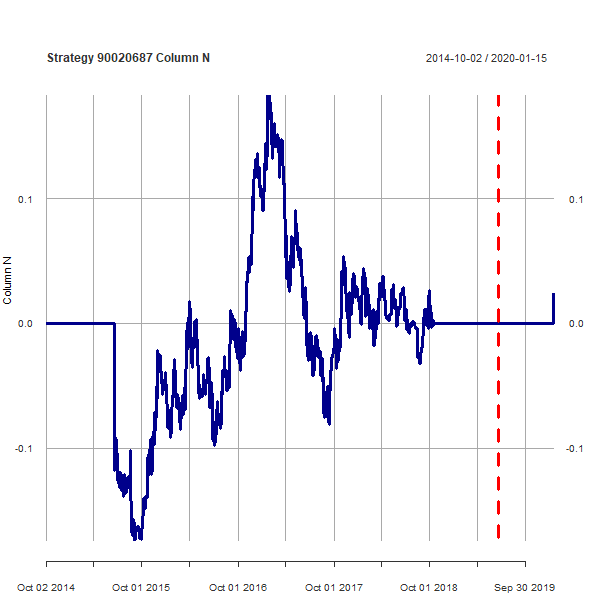 Strategy 90020687 Column N
2014-10-02 / 2020-01-15
Column N
0.1
0.0
-0.1
0.1
0.0
-0.1
Oct 02 2014
Oct 01 2015
Oct 01 2016
Oct 01 2017
Oct 01 2018
Sep 30 2019